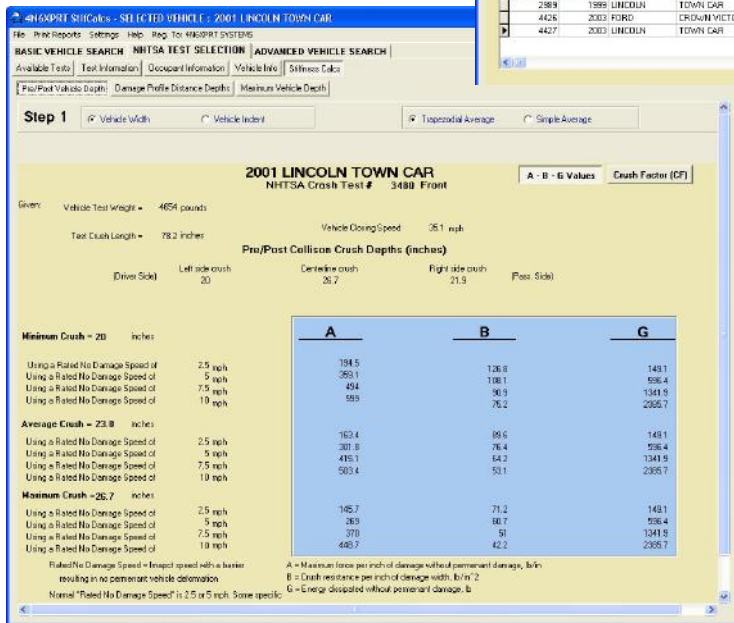 4N6XPRT StifCalcs - SELECTED VEHICLE : 2001 LINCOLN TOWN CAR
2989 1999 LINCOLN TOWN CAR
4426 2003 FORD CROWN VICTO
4427 2003 LINCOLN TOWN CAR
File Print Reports Settings Help Reg. To: 4N6XPRT SYSTEMS
BASIC VEHICLE SEARCH NHTSA TEST SELECTION ADVANCED VEHICLE SEARCH
Available Tests Test Information Occupant Information Vehicle Info Stiffness Calcs
Pre/Post Vehicle Depth Damage Profile Distance Depths Maximum Vehicle Depth
Step 1 Vehicle Width Vehicle Indent Trapezodial Average Simple Average
2001 LINCOLN TOWN CAR A - B - G Values Crush Factor (CF)
NHTSA Crash Test # 3480 Front
Given: Vehicle Test Weight = 4654 pounds
Vehicle Closing Speed 35.1 mph
Test Crush Length = 78.2 inches
Pre/Post Collison Crush Depths (inches)
Left side crush Centerline crush Right side crush
(Driver Side) 20 26.7 21.9 (Pass. Side)
A B G
Minimum Crush = 20 inches
Using a Rated No Damage Speed of 2.5 mph 194.5 126.8 149.1
Using a Rated No Damage Speed of 5 mph 359.1 108.1 596.4
Using a Rated No Damage Speed of 7.5 mph 494 90.9 1341.9
Using a Rated No Damage Speed of 10 mph 599 75.2 2385.7
Average Crush = 23.8 inches
Using a Rated No Damage Speed of 2.5 mph 163.4 89.6 149.1
Using a Rated No Damage Speed of 5 mph 301.8 76.4 596.4
Using a Rated No Damage Speed of 7.5 mph 415.1 64.2 1341.9
Using a Rated No Damage Speed of 10 mph 503.4 53.1 2385.7
Maximum Crush =26.7 inches
Using a Rated No Damage Speed of 2.5 mph 145.7 71.2 149.1
Using a Rated No Damage Speed of 5 mph 269 60.7 596.4
Using a Rated No Damage Speed of 7.5 mph 370 51 1341.9
Using a Rated No Damage Speed of 10 mph 448.7 42.2 2385.7
Rated No Damage Speed = Imapct speed with a barrier A = Maximum force per inch of damage without permenant damage, lb/in
resulting in no permenant vehicle deformation B = Crush resistance per inch of damage width, lb/in^2
Normal "Rated No Damage Speed" is 2.5 or 5 mph. Some specific G = Energy dissipated without permenant damage, lb